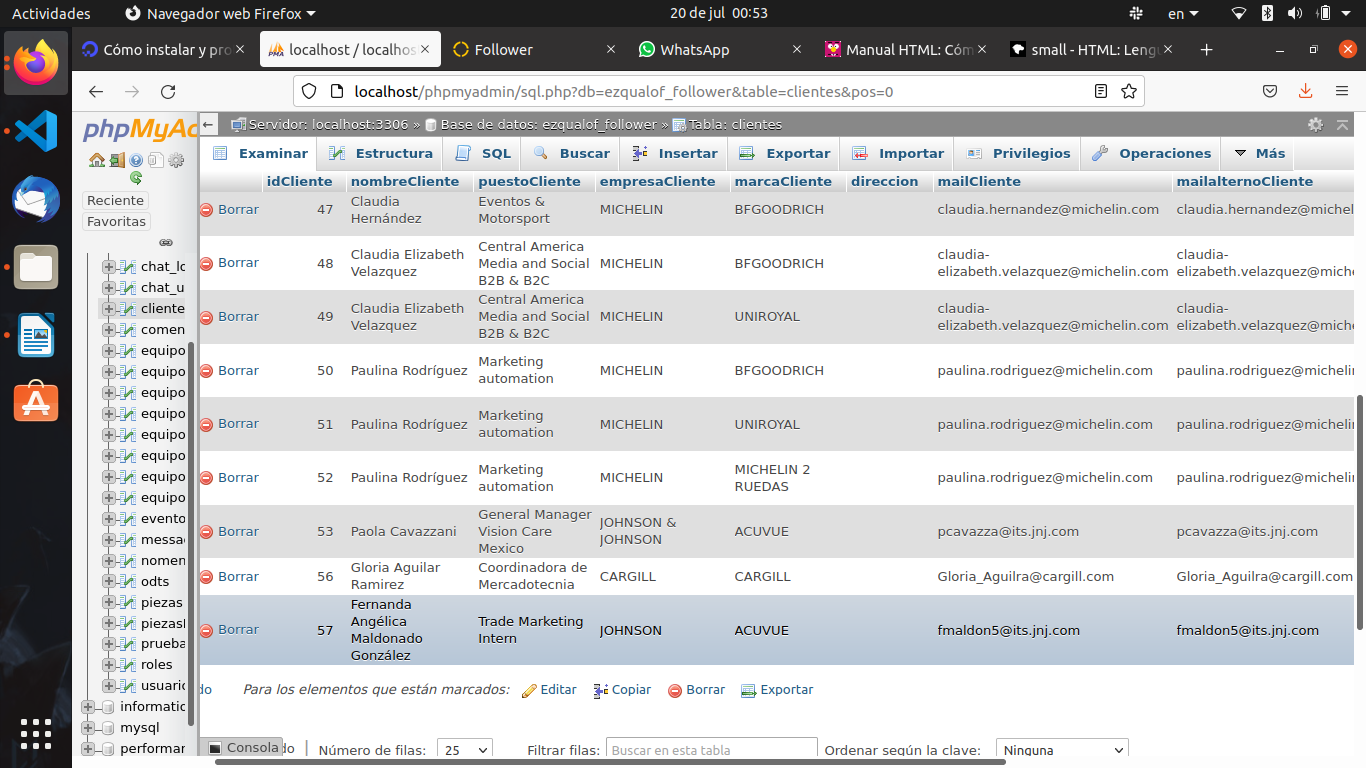 Actividades Navegador web Firefox 20 de jul 00:53 en
Cómo instalar y pro localhost / localhos Follower WhatsApp Manual HTML: Cóm small - HTML: Lengu
localhost/phpmyadmin/sql.php?db=ezqualof_follower&table=clientes&pos=0
phpMyAd
PMA
Reciente
Favoritas
chat_lo
chat_u
cliente
comen
equipo
equipo
equipo
equipo
equipo
equipo
equipo
equipo
evento
messa
nomen
odts
piezas
piezas
prueba
roles
usuario
informatio
mysql
performan
Servidor: localhost:3306 » Base de datos: ezqualof_follower » Tabla: clientes
Examinar Estructura SQL Buscar Insertar Exportar Importar Privilegios Operaciones Más
idCliente nombreCliente puestoCliente empresaCliente marcaCliente direccion mailCliente mailalternoCliente
Borrar 47 Claudia Hernández Eventos & Motorsport MICHELIN BFGOODRICH claudia.hernandez@michelin.com claudia.hernandez@michel
Borrar 48 Claudia Elizabeth Velazquez Central America Media and Social B2B & B2C MICHELIN BFGOODRICH claudia-elizabeth.velazquez@michelin.com claudia-elizabeth.velazquez@miche
Borrar 49 Claudia Elizabeth Velazquez Central America Media and Social B2B & B2C MICHELIN UNIROYAL claudia-elizabeth.velazquez@michelin.com claudia-elizabeth.velazquez@miche
Borrar 50 Paulina Rodríguez Marketing automation MICHELIN BFGOODRICH paulina.rodriguez@michelin.com paulina.rodriguez@michelin
Borrar 51 Paulina Rodríguez Marketing automation MICHELIN UNIROYAL paulina.rodriguez@michelin.com paulina.rodriguez@michelin
Borrar 52 Paulina Rodríguez Marketing automation MICHELIN MICHELIN 2 RUEDAS paulina.rodriguez@michelin.com paulina.rodriguez@michelin
Borrar 53 Paola Cavazzani General Manager Vision Care Mexico JOHNSON & JOHNSON ACUVUE pcavazza@its.jnj.com pcavazza@its.jnj.com
Borrar 56 Gloria Aguilar Ramirez Coordinadora de Mercadotecnia CARGILL CARGILL Gloria_Aguilra@cargill.com Gloria_Aguilra@cargill.com
Borrar 57 Fernanda Angélica Maldonado González Trade Marketing Intern JOHNSON ACUVUE fmaldon5@its.jnj.com fmaldon5@its.jnj.com
do Para los elementos que están marcados: Editar Copiar Borrar Exportar
Consola do | Número de filas: 25 Filtrar filas: Buscar en esta tabla Ordenar según la clave: Ninguna